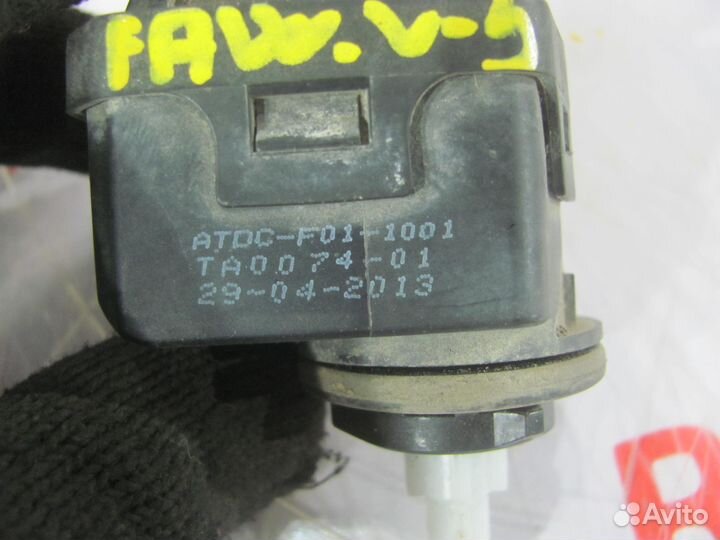 FAW.V-5
ATDC-F01-1001
TA0074-01
29-04-2013
B
Avito